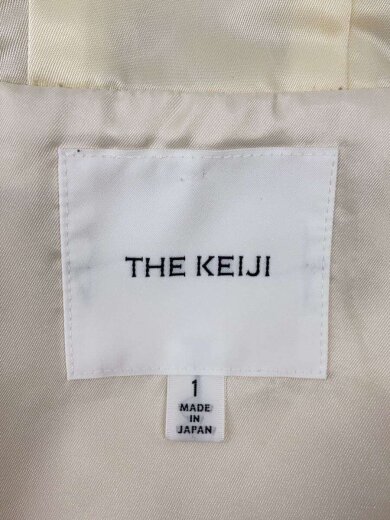 THE KEIJI
1
MADE
IN
JAPAN